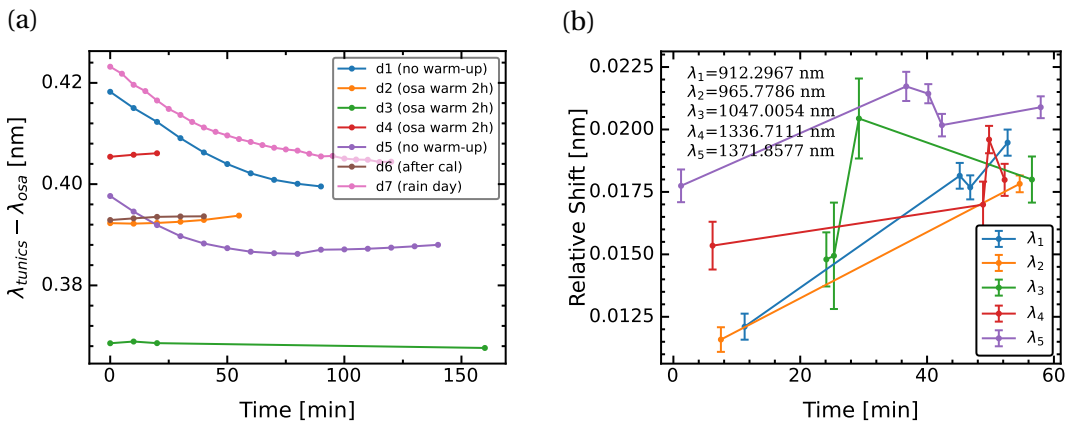 (a)
0.42
0.40
0.38
λtunics − λosa [nm]
0
50
100
150
Time [min]
d1 (no warm-up)
d2 (osa warm 2h)
d3 (osa warm 2h)
d4 (osa warm 2h)
d5 (no warm-up)
d6 (after cal)
d7 (rain day)
(b)
0.0225
0.0200
0.0175
0.0150
0.0125
Relative Shift [nm]
0
20
40
60
Time [min]
λ1=912.2967 nm
λ2=965.7786 nm
λ3=1047.0054 nm
λ4=1336.7111 nm
λ5=1371.8577 nm
λ1
λ2
λ3
λ4
λ5